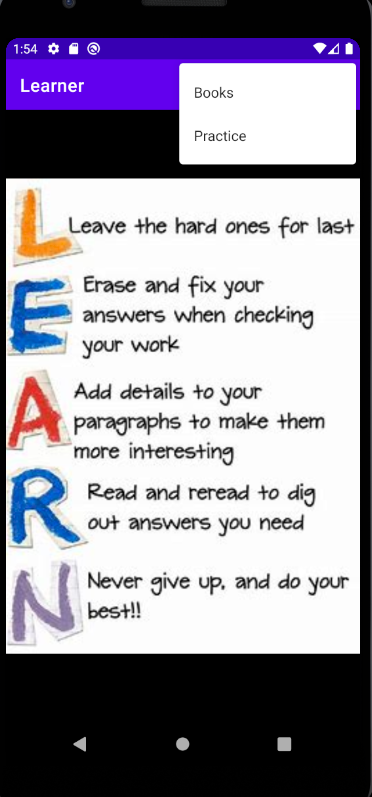 1:54
Learner
Books
Practice
L Leave the hard ones for last
E Erase and fix your
answers when checking
your work
A Add details to your
paragraphs to make them
more interesting
R Read and reread to dig
out answers you need
N Never give up, and do your
best!!